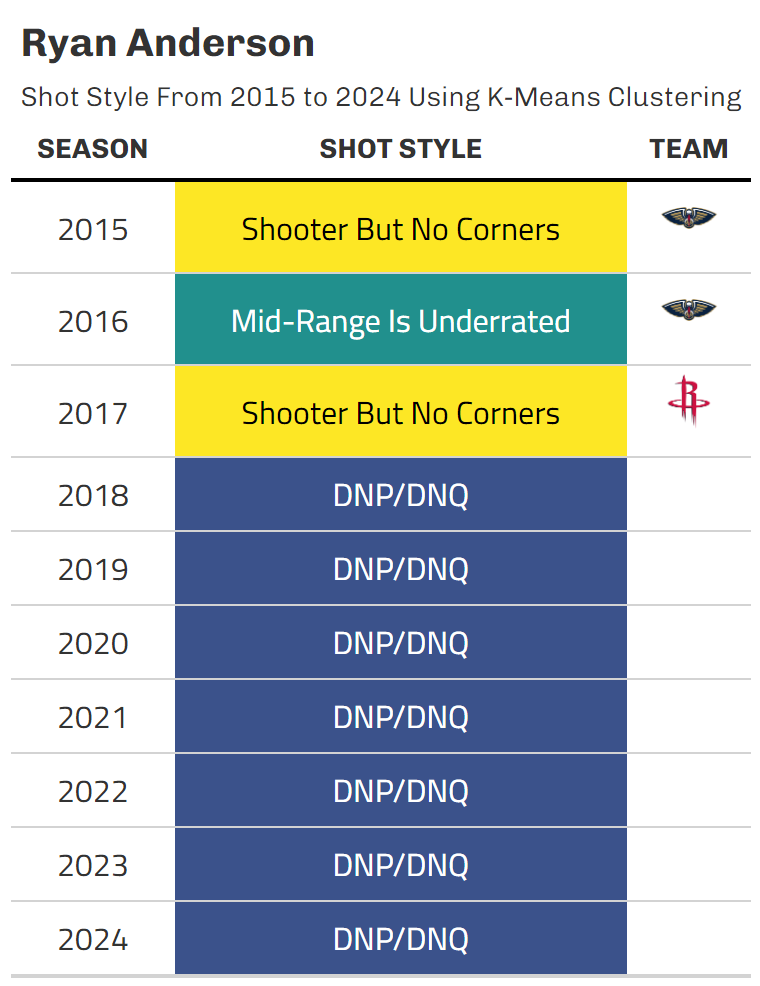 Ryan Anderson
Shot Style From 2015 to 2024 Using K-Means Clustering
SEASON SHOT STYLE TEAM
2015 Shooter But No Corners
2016 Mid-Range Is Underrated
2017 Shooter But No Corners R
2018 DNP/DNQ
2019 DNP/DNQ
2020 DNP/DNQ
2021 DNP/DNQ
2022 DNP/DNQ
2023 DNP/DNQ
2024 DNP/DNQ